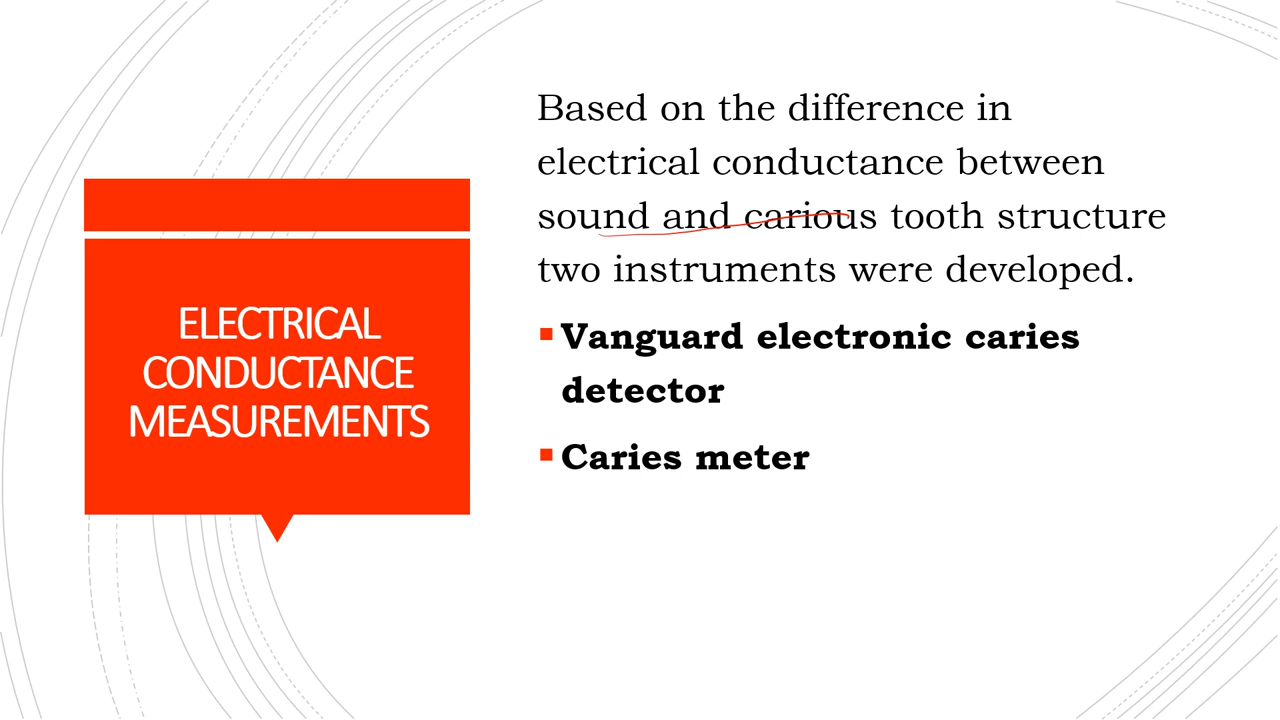 ELECTRICAL
CONDUCTANCE
MEASUREMENTS
Based on the difference in
electrical conductance between
sound and carious tooth structure
two instruments were developed.
Vanguard electronic caries
detector
Caries meter